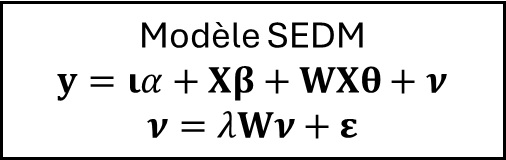 Modèle SEDM
𝐲 = 𝛊𝛼 + 𝐗𝛃 + 𝐖𝐗𝛉 + 𝛎
𝛎 = 𝜆𝐖𝛎 + 𝛆